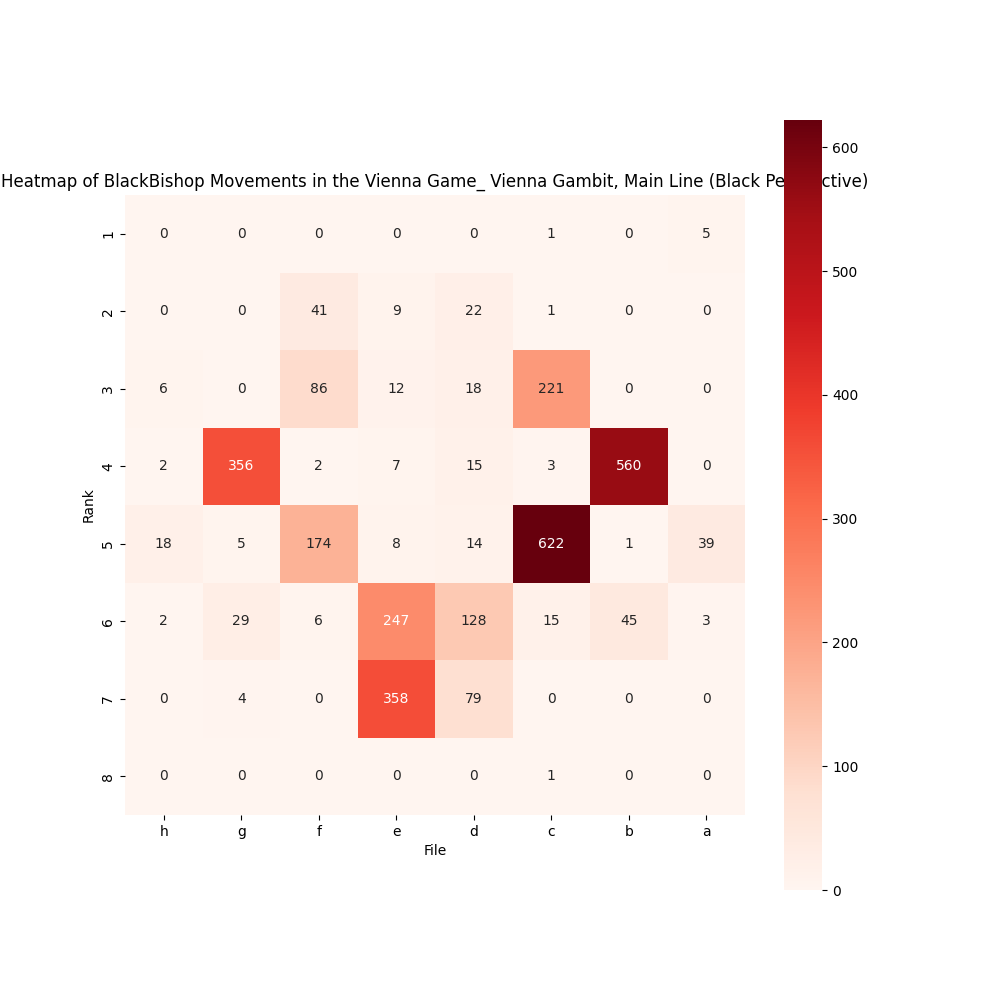 Heatmap of BlackBishop Movements in the Vienna Game_ Vienna Gambit, Main Line (Black Pe ctive)
600
500
400
300
200
100
0
Rank
1 0 0 0 0 0 1 0 5
2 0 0 41 9 22 1 0 0
3 6 0 86 12 18 221 0 0
4 2 356 2 7 15 3 560 0
5 18 5 174 8 14 622 1 39
6 2 29 6 247 128 15 45 3
7 0 4 0 358 79 0 0 0
8 0 0 0 0 0 1 0 0
h g f e d c b a
File